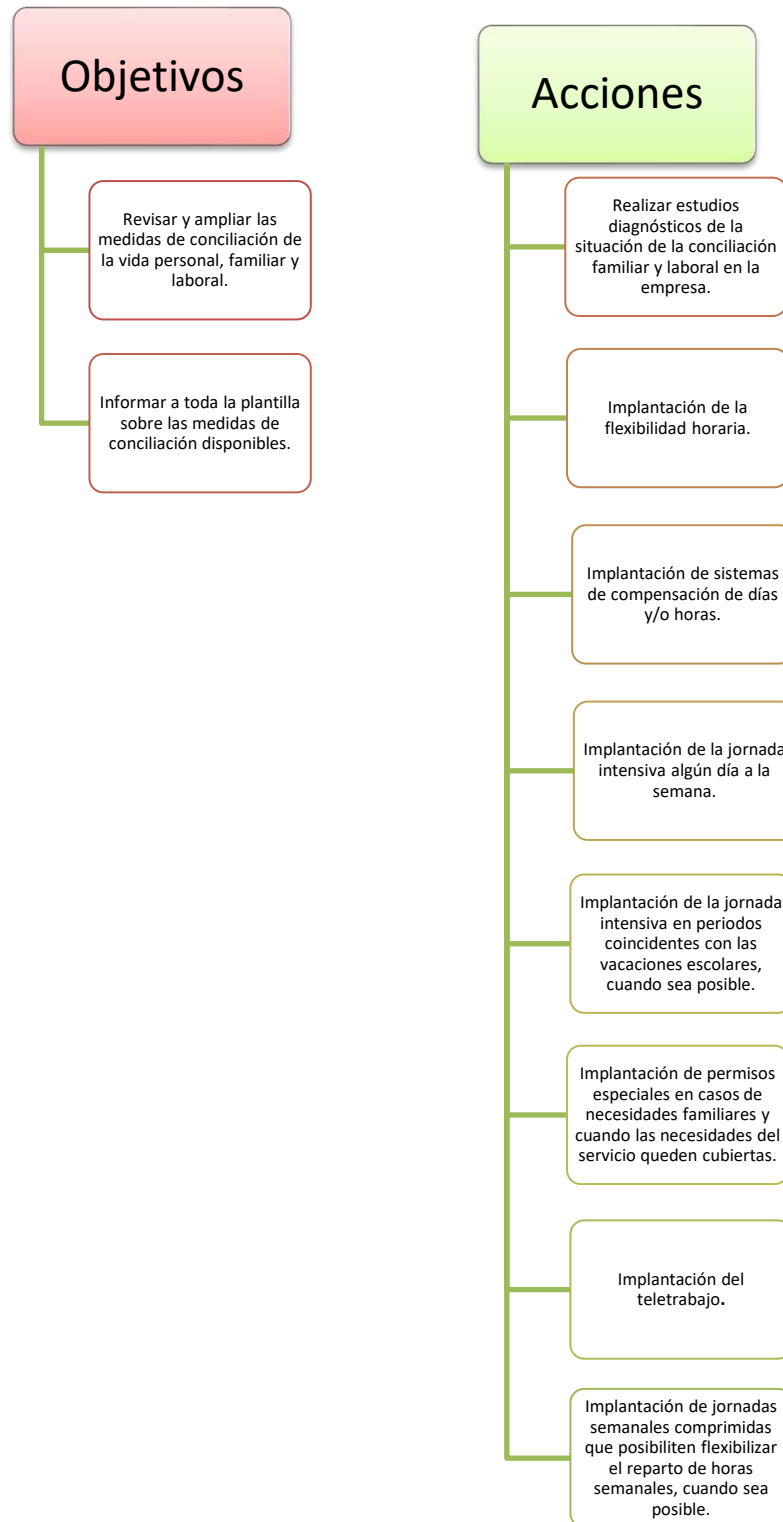 Objetivos
Revisar y ampliar las
medidas de conciliación de
la vida personal, familiar y
laboral.
Informar a toda la plantilla
sobre las medidas de
conciliación disponibles.
Acciones
Realizar estudios
diagnósticos de la
situación de la conciliación
familiar y laboral en la
empresa.
Implantación de la
flexibilidad horaria.
Implantación de sistemas
de compensación de días
y/o horas.
Implantación de la jornada
intensiva algún día a la
semana.
Implantación de la jornada
intensiva en periodos
coincidentes con las
vacaciones escolares,
cuando sea posible.
Implantación de permisos
especiales en casos de
necesidades familiares y
cuando las necesidades del
servicio queden cubiertas.
Implantación del
teletrabajo.
Implantación de jornadas
semanales comprimidas
que posibiliten flexibilizar
el reparto de horas
semanales, cuando sea
posible.